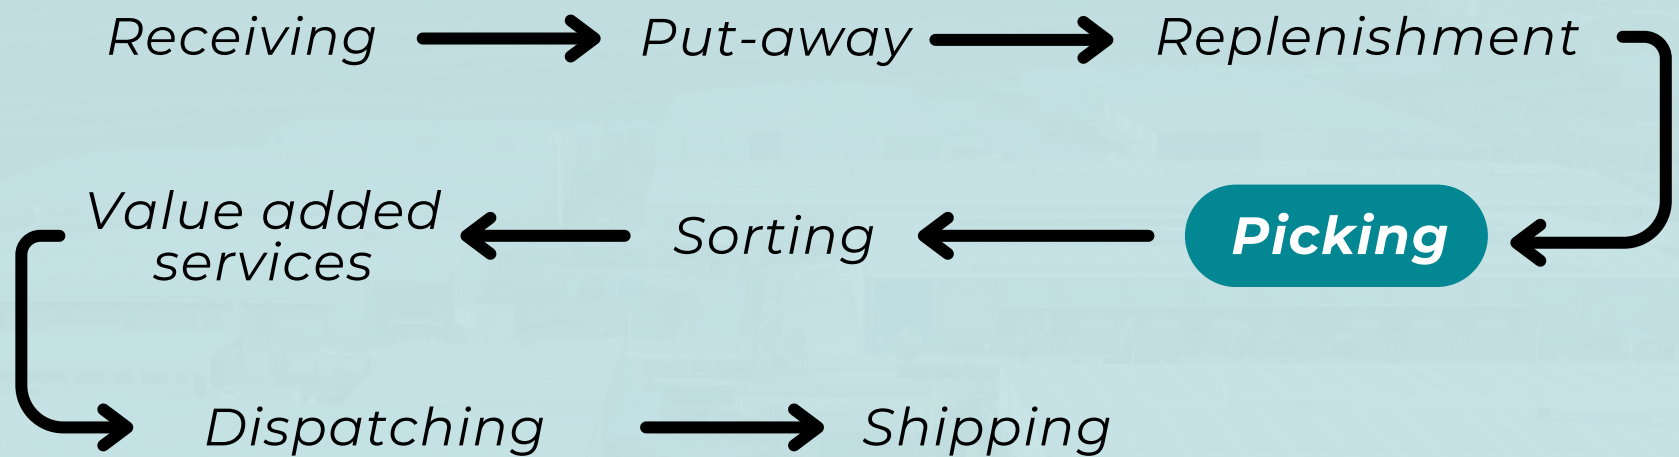 Receiving
Put-away
Replenishment
Picking
Sorting
Value added
services
Dispatching
Shipping